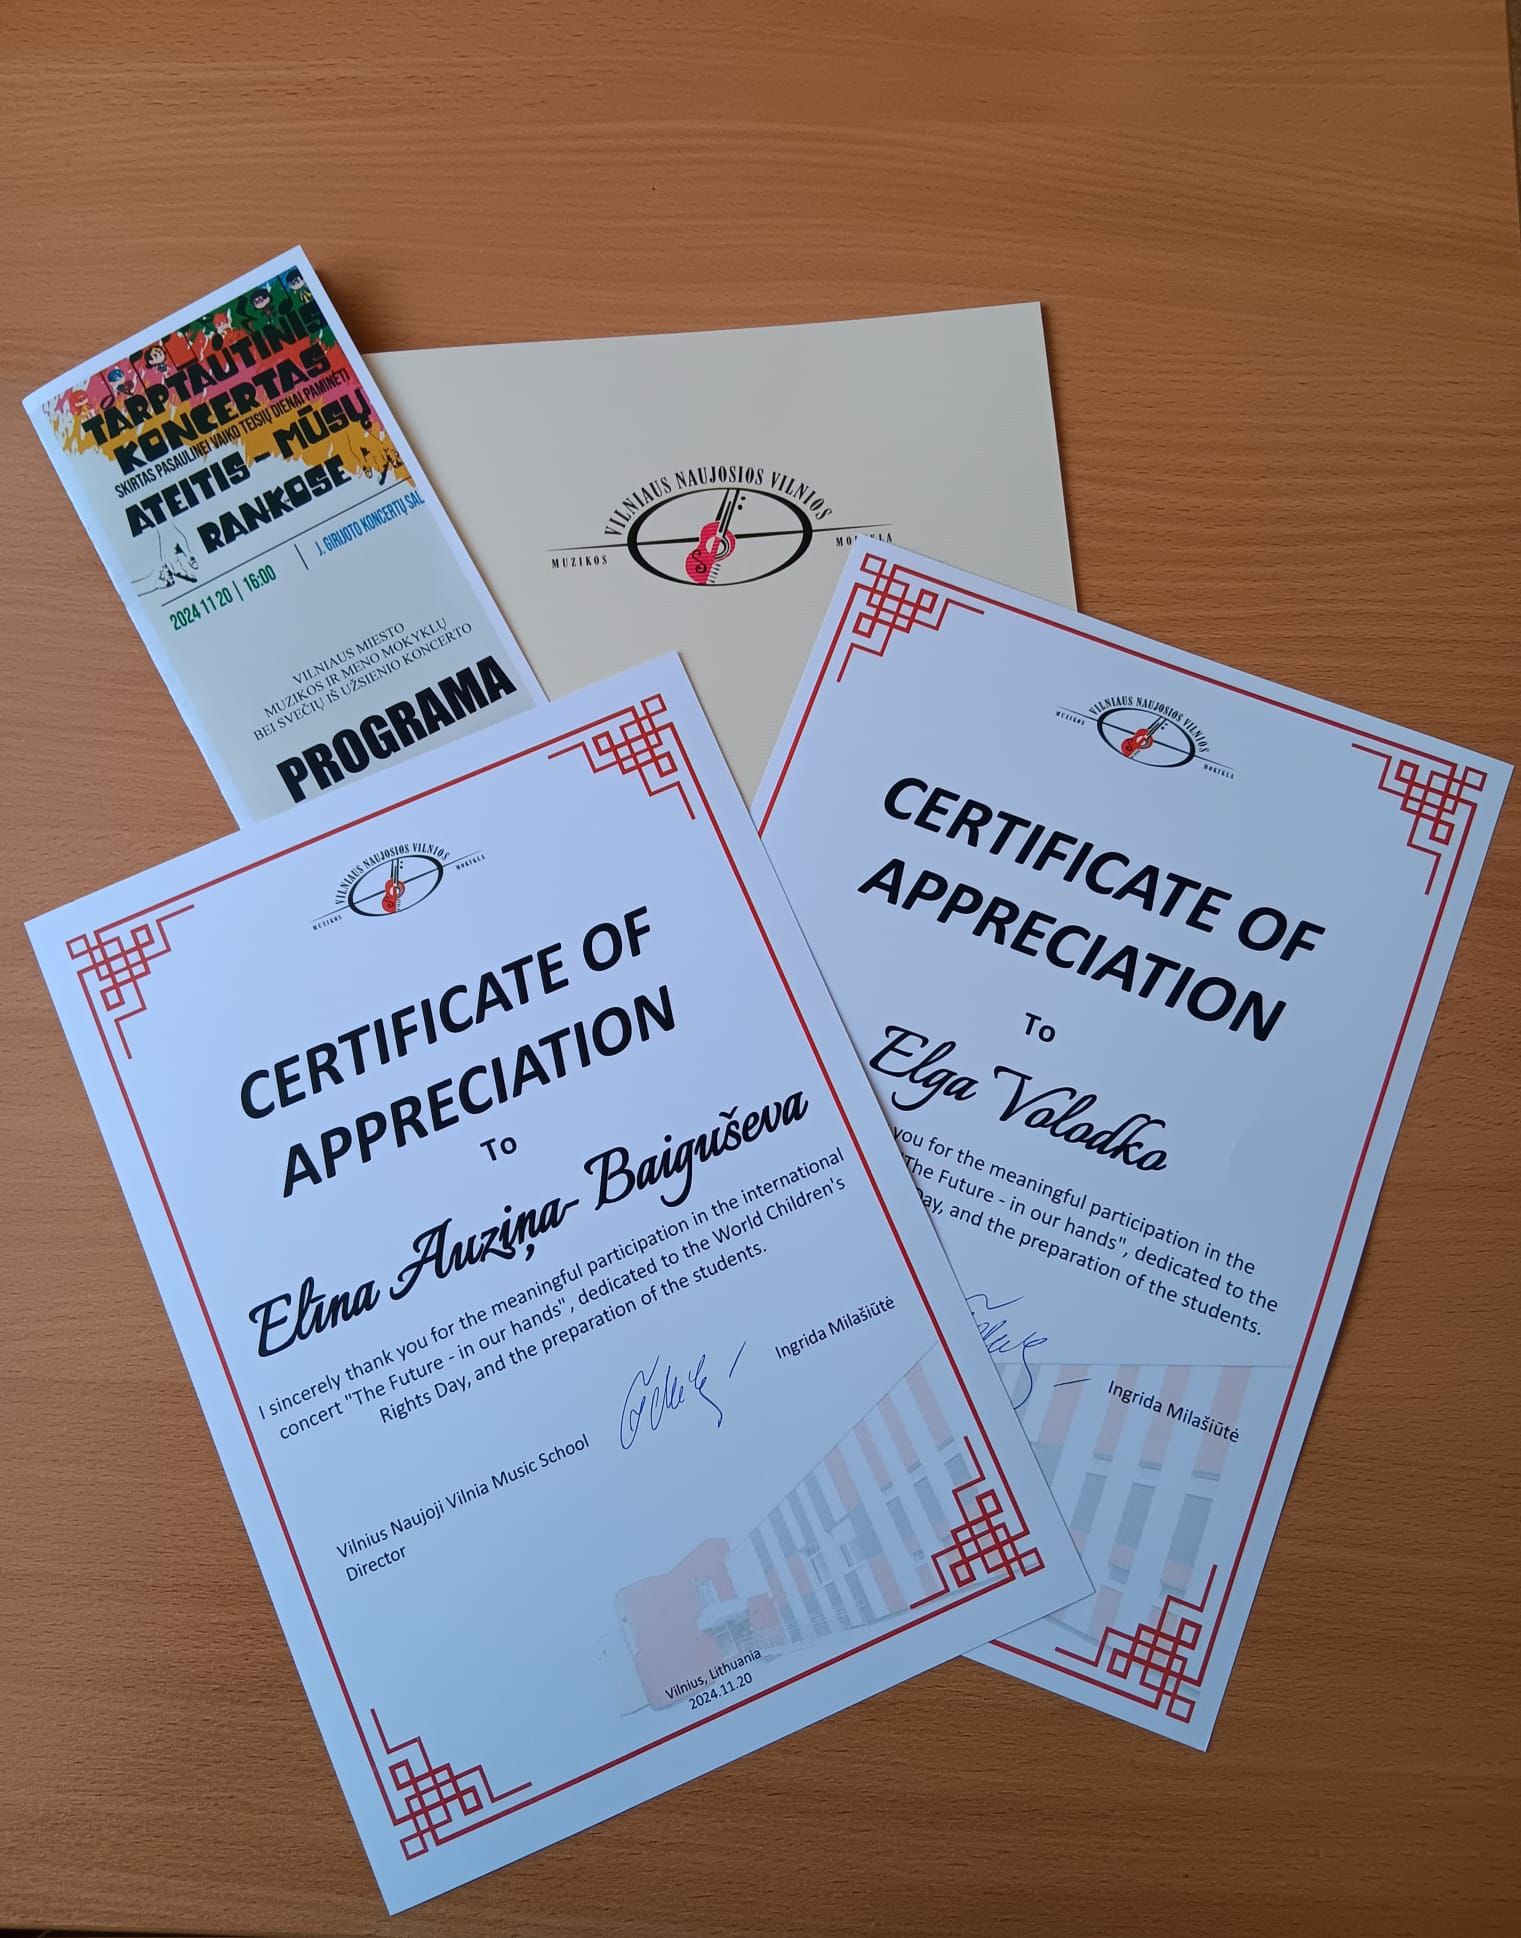 TARPTAUTINIS
KONCERTAS
SKIRTAS PASAULINEI VAIKO TEISIŲ DIENAI PAMINĖTI
ATEITIS - MŪSŲ
RANKOSE
2024 11 20 | 16:00
J. GIRIJOTO KONCERTŲ SAL
VILNIAUS MIESTO
MUZIKOS IR MENO MOKYKLŲ
BEI SVEČIŲ IŠ UŽSIENIO KONCERTO
PROGRAMA
VILNIAUS NAUJOSIOS VILNIOS
MUZIKOS MOKYKLA
VILNIAUS NAUJOSIOS VILNIOS
MUZIKOS MOKYKLA
CERTIFICATE OF
APPRECIATION
To
Elīna Auziņa- Baiguševa
I sincerely thank you for the meaningful participation in the international
concert "The Future - in our hands" , dedicated to the World Children's
Rights Day, and the preparation of the students.
Vilnius Naujoji Vilnia Music School
Director
Ingrida Milašiūtė
Vilnius, Lithuania
2024.11.20
VILNIAUS NAUJOSIOS VILNIOS
MUZIKOS MOKYKLA
CERTIFICATE OF
APPRECIATION
To
Elga Volodko
you for the meaningful participation in the
"The Future - in our hands", dedicated to the
Day, and the preparation of the students.
Ingrida Milašiūtė